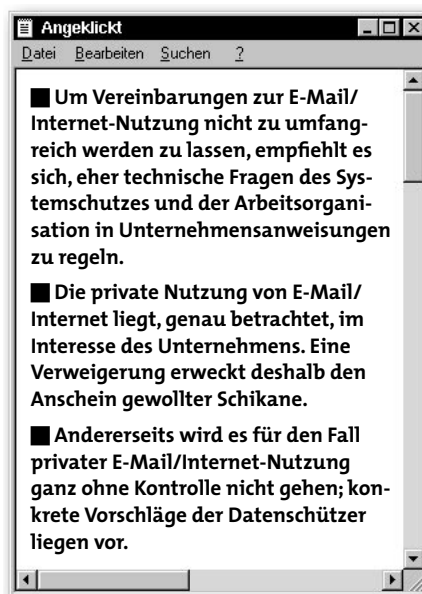 Angeklickt
Datei Bearbeiten Suchen ?
Um Vereinbarungen zur E-Mail/
Internet-Nutzung nicht zu umfang-
reich werden zu lassen, empfiehlt es
sich, eher technische Fragen des Sys-
temschutzes und der Arbeitsorgani-
sation in Unternehmensanweisungen
zu regeln.
Die private Nutzung von E-Mail/
Internet liegt, genau betrachtet, im
Interesse des Unternehmens. Eine
Verweigerung erweckt deshalb den
Anschein gewollter Schikane.
Andererseits wird es für den Fall
privater E-Mail/Internet-Nutzung
ganz ohne Kontrolle nicht gehen; kon-
krete Vorschläge der Datenschützer
liegen vor.